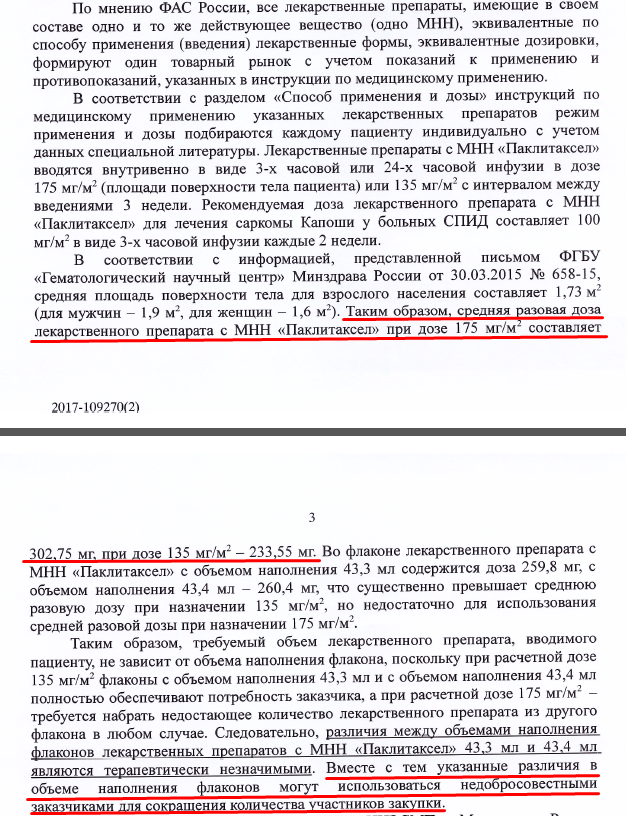 По мнению ФАС России, все лекарственные препараты, имеющие в своем
составе одно и то же действующее вещество (одно МНН), эквивалентные по
способу применения (введения) лекарственные формы, эквивалентные дозировки,
формируют один товарный рынок с учетом показаний к применению и
противопоказаний, указанных в инструкции по медицинскому применению.
В соответствии с разделом «Способ применения и дозы» инструкций по
медицинскому применению указанных лекарственных препаратов режим
применения и дозы подбираются каждому пациенту индивидуально с учетом
данных специальной литературы. Лекарственные препараты с МНН «Паклитаксел»
вводятся внутривенно в виде 3-х часовой или 24-х часовой инфузии в дозе
175 мг/м² (площади поверхности тела пациента) или 135 мг/м² с интервалом между
введениями 3 недели. Рекомендуемая доза лекарственного препарата с МНН
«Паклитаксел» для лечения саркомы Капоши у больных СПИД составляет 100
мг/м² в виде 3-х часовой инфузии каждые 2 недели.
В соответствии с информацией, представленной письмом ФГБУ
«Гематологический научный центр» Минздрава России от 30.03.2015 № 658-15,
средняя площадь поверхности тела для взрослого населения составляет 1,73 м²
(для мужчин – 1,9 м², для женщин – 1,6 м²). Таким образом, средняя разовая доза
лекарственного препарата с МНН «Паклитаксел» при дозе 175 мг/м² составляет
2017-109270(2)
3
302,75 мг, при дозе 135 мг/м² – 233,55 мг. Во флаконе лекарственного препарата с
МНН «Паклитаксел» с объемом наполнения 43,3 мл содержится доза 259,8 мг, с
объемом наполнения 43,4 мл – 260,4 мг, что существенно превышает среднюю
разовую дозу при назначении 135 мг/м², но недостаточно для использования
средней разовой дозы при назначении 175 мг/м².
Таким образом, требуемый объем лекарственного препарата, вводимого
пациенту, не зависит от объема наполнения флакона, поскольку при расчетной дозе
135 мг/м² флаконы с объемом наполнения 43,3 мл и с объемом наполнения 43,4 мл
полностью обеспечивают потребность заказчика, а при расчетной дозе 175 мг/м² –
требуется набрать недостающее количество лекарственного препарата из другого
флакона в любом случае. Следовательно, различия между объемами наполнения
флаконов лекарственных препаратов с МНН «Паклитаксел» 43,3 мл и 43,4 мл
являются терапевтически незначимыми. Вместе с тем указанные различия в
объеме наполнения флаконов могут использоваться недобросовестными
заказчиками для сокращения количества участников закупки.